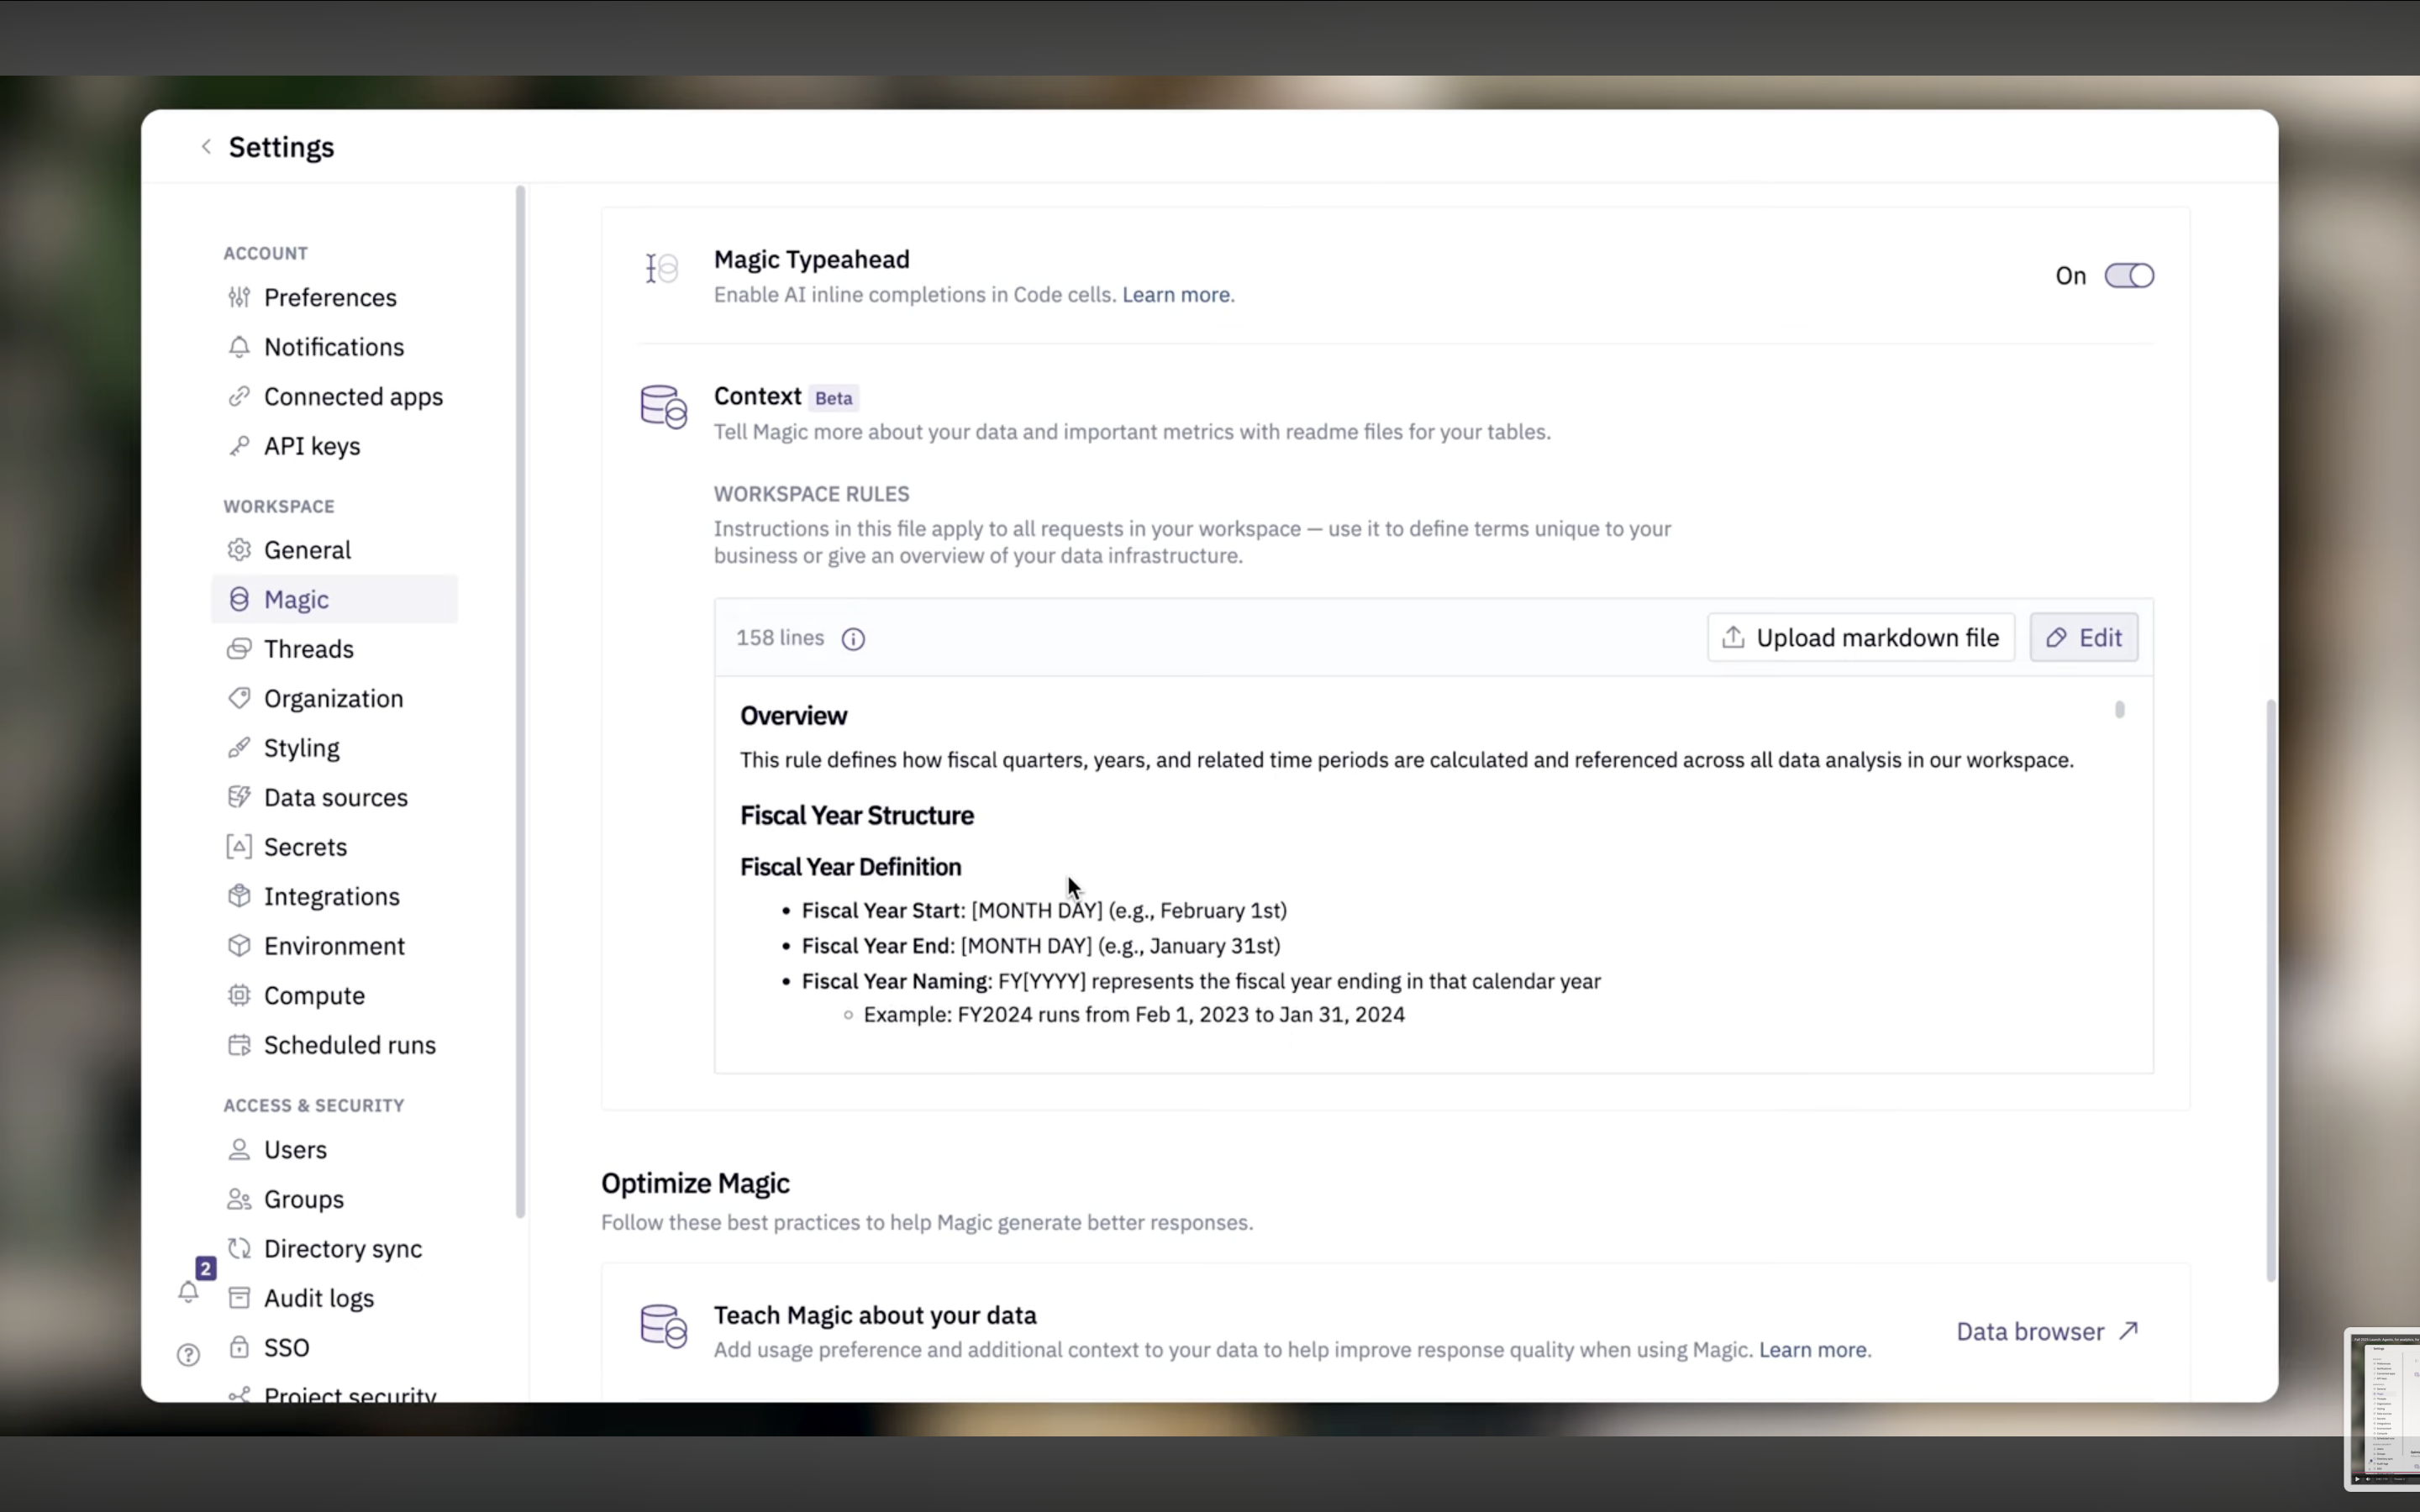 Settings
ACCOUNT
Preferences
Notifications
Connected apps
API keys
WORKSPACE
General
Magic
Threads
Organization
Styling
Data sources
Secrets
Integrations
Environment
Compute
Scheduled runs
ACCESS & SECURITY
Users
Groups
Directory sync
2
Audit logs
SSO
Project security
Magic Typeahead
Enable AI inline completions in Code cells. Learn more.
On
Context Beta
Tell Magic more about your data and important metrics with readme files for your tables.
WORKSPACE RULES
Instructions in this file apply to all requests in your workspace — use it to define terms unique to your
business or give an overview of your data infrastructure.
158 lines
Upload markdown file
Edit
Overview
This rule defines how fiscal quarters, years, and related time periods are calculated and referenced across all data analysis in our workspace.
Fiscal Year Structure
Fiscal Year Definition
• Fiscal Year Start: [MONTH DAY] (e.g., February 1st)
• Fiscal Year End: [MONTH DAY] (e.g., January 31st)
• Fiscal Year Naming: FY[YYYY] represents the fiscal year ending in that calendar year
◦ Example: FY2024 runs from Feb 1, 2023 to Jan 31, 2024
Optimize Magic
Follow these best practices to help Magic generate better responses.
Teach Magic about your data
Add usage preference and additional context to your data to help improve response quality when using Magic. Learn more.
Data browser